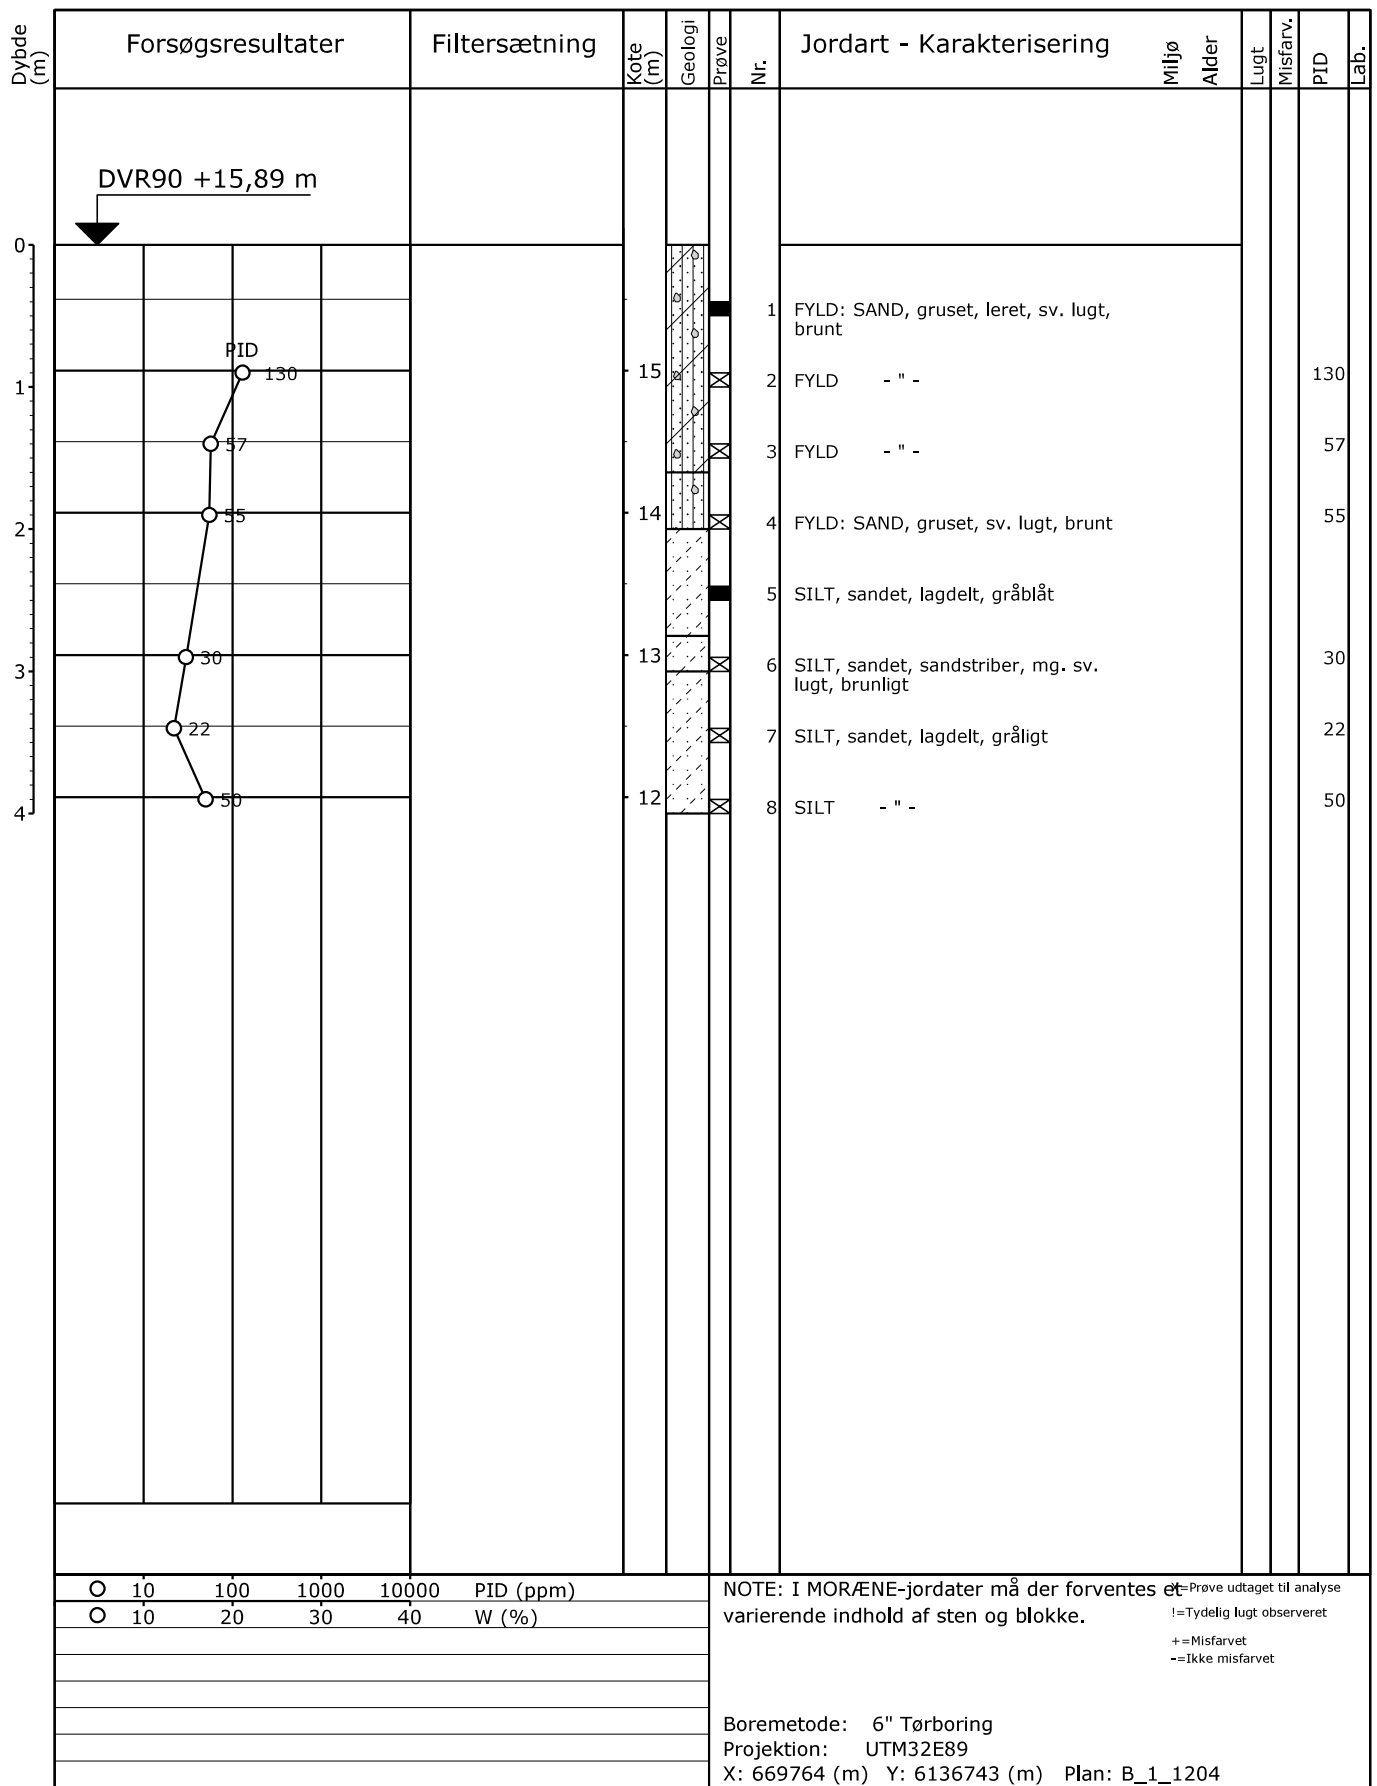 Dybde (m) Forsøgsresultater Filtersætning Kote (m) Geologi Prøve Nr. Jordart - Karakterisering Miljø Alder Lugt Misfarv. PID Lab.
DVR90 +15,89 m
0
1 FYLD: SAND, gruset, leret, sv. lugt,
brunt
PID
130 15 2 FYLD - " - 130
1
57 3 FYLD - " - 57
55 14 4 FYLD: SAND, gruset, sv. lugt, brunt 55
2
5 SILT, sandet, lagdelt, gråblåt
30 13 6 SILT, sandet, sandstriber, mg. sv. 30
3
lugt, brunligt
22 7 SILT, sandet, lagdelt, gråligt 22
50 12 8 SILT - " - 50
4
10 100 1000 10000 PID (ppm)
10 20 30 40 W (%)
NOTE: I MORÆNE-jordater må der forventes et
varierende indhold af sten og blokke.
X=Prøve udtaget til analyse
!=Tydelig lugt observeret
+=Misfarvet
-=Ikke misfarvet
Boremetode: 6" Tørboring
Projektion: UTM32E89
X: 669764 (m) Y: 6136743 (m) Plan: B_1_1204